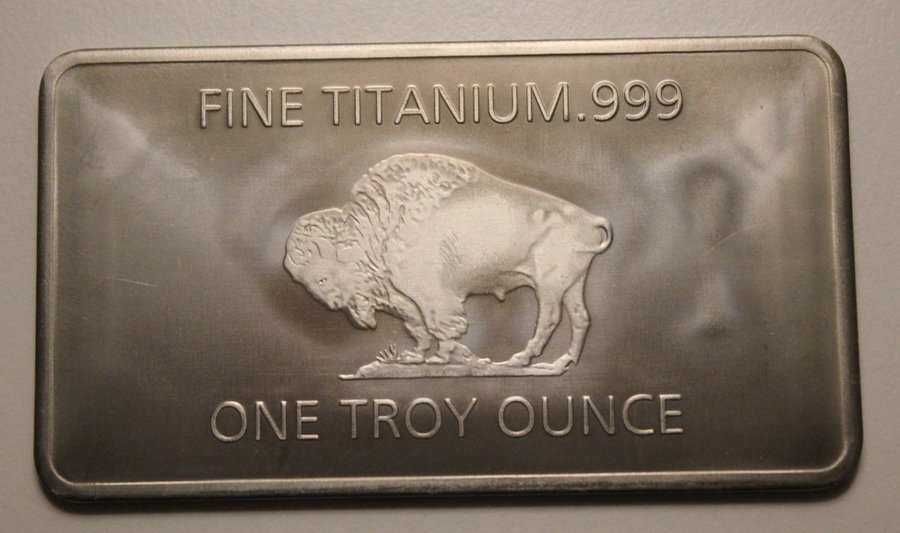 FINE TITANIUM.999
ONE TROY OUNCE